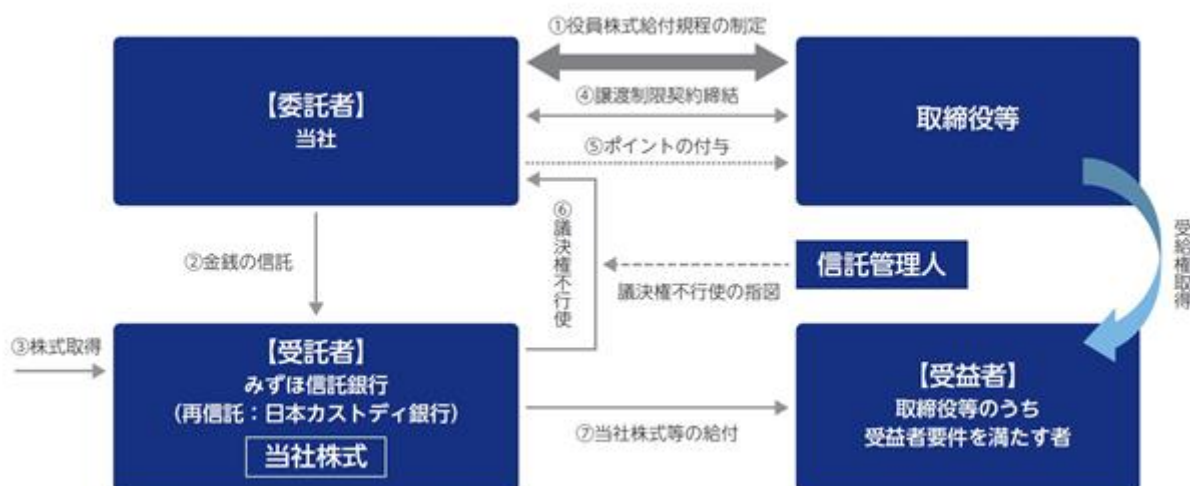 ①役員株式給付規程の制定
【委託者】
当社
④譲渡制限契約締結
取締役等
⑤ポイントの付与
⑥議決権不行使
受給権取得
②金銭の信託
信託管理人
議決権不行使の指図
③株式取得
【受託者】
みずほ信託銀行
(再信託:日本カストディ銀行)
当社株式
⑦当社株式等の給付
【受益者】
取締役等のうち
受益者要件を満たす者